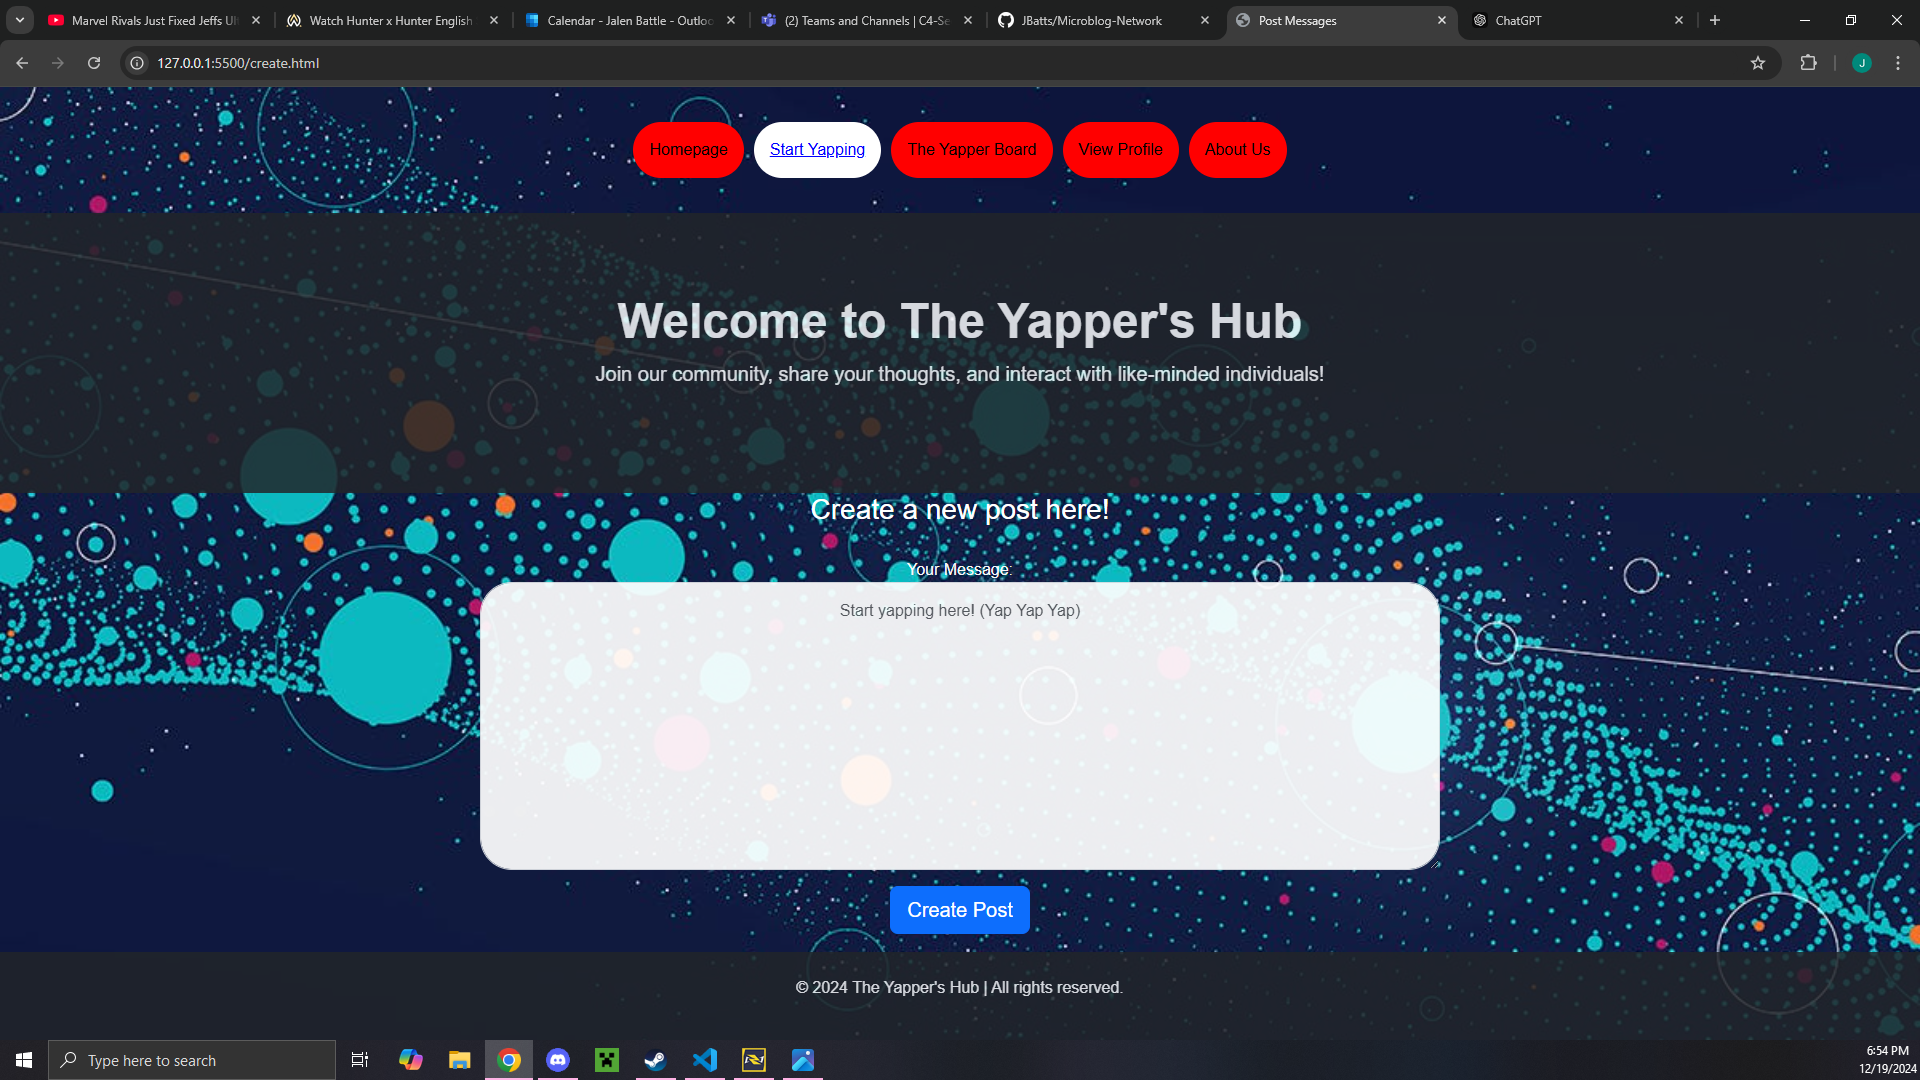 Marvel Rivals Just Fixed Jeffs Ul
Watch Hunter x Hunter English
Calendar - Jalen Battle - Outloo
(2) Teams and Channels | C4-Se
JBatts/Microblog-Network
Post Messages
ChatGPT
127.0.0.1:5500/create.html
J
Homepage
Start Yapping
The Yapper Board
View Profile
About Us
Welcome to The Yapper's Hub
Join our community, share your thoughts, and interact with like-minded individuals!
Create a new post here!
Your Message:
Start yapping here! (Yap Yap Yap)
Create Post
© 2024 The Yapper's Hub | All rights reserved.
Type here to search
6:54 PM
12/19/2024